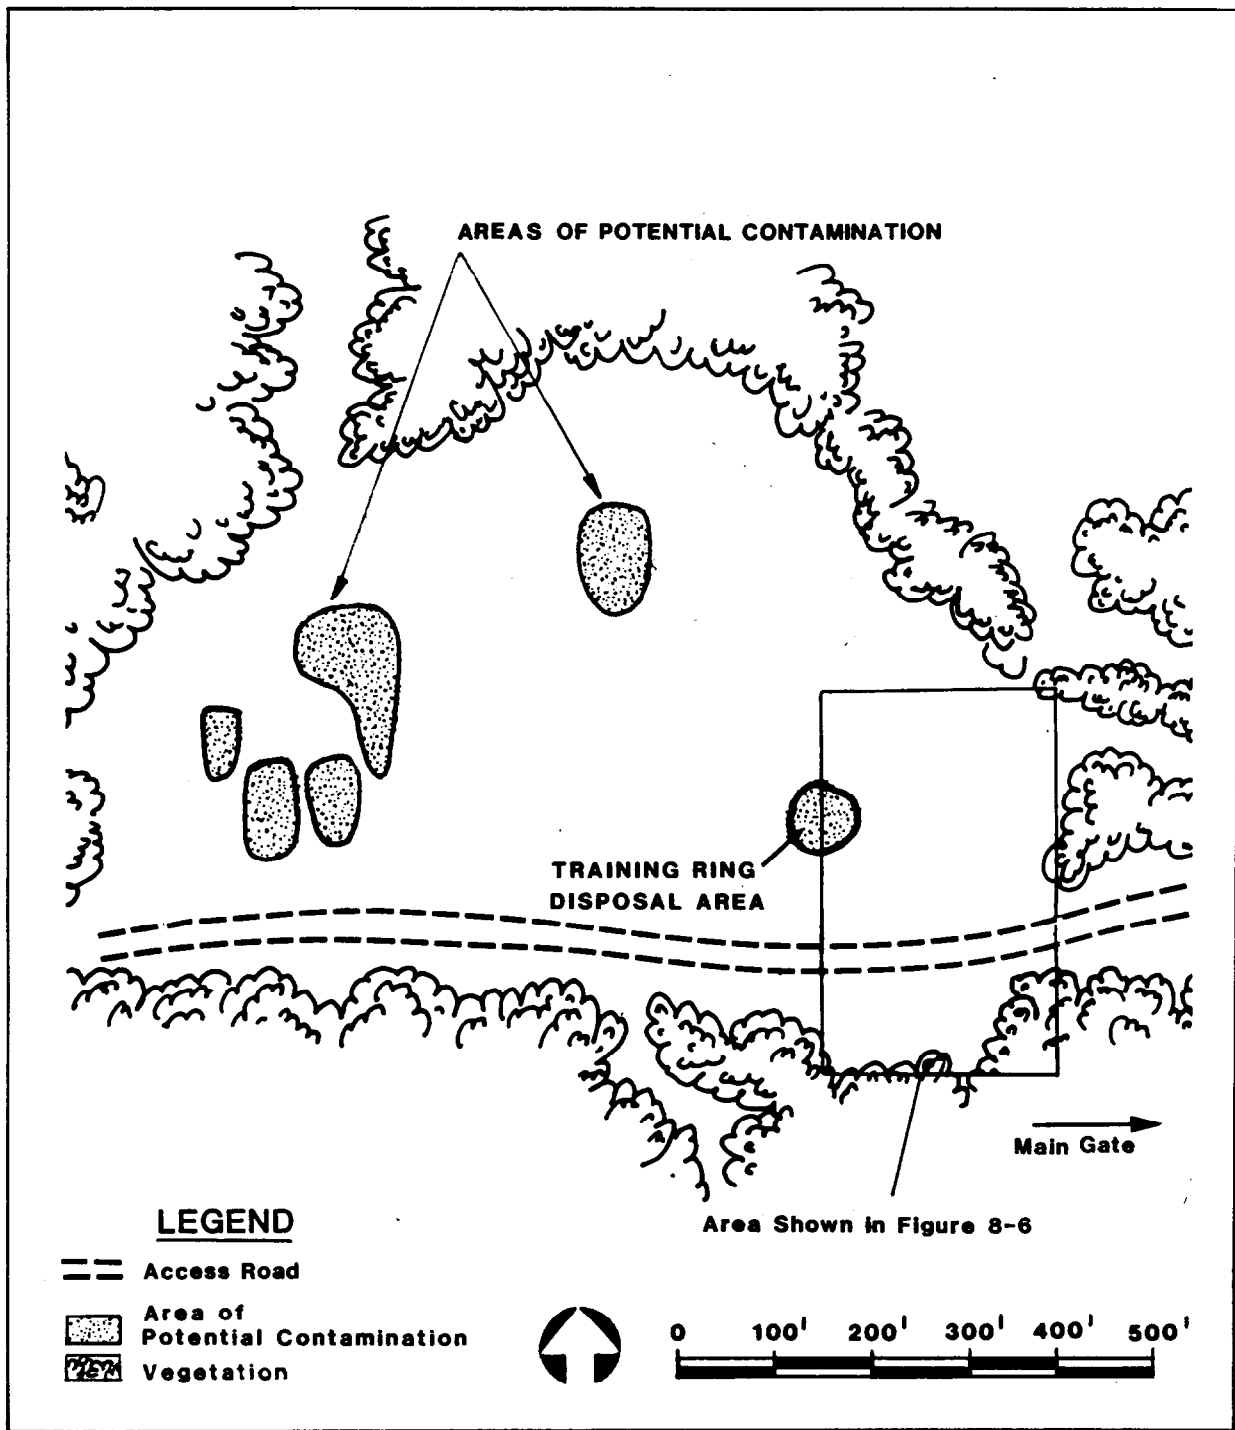 AREAS OF POTENTIAL CONTAMINATION
TRAINING RING
DISPOSAL AREA
Main Gate
Area Shown in Figure 8-6
LEGEND
Access Road
Area of
Potential Contamination
Vegetation
0 100' 200' 300' 400' 500'